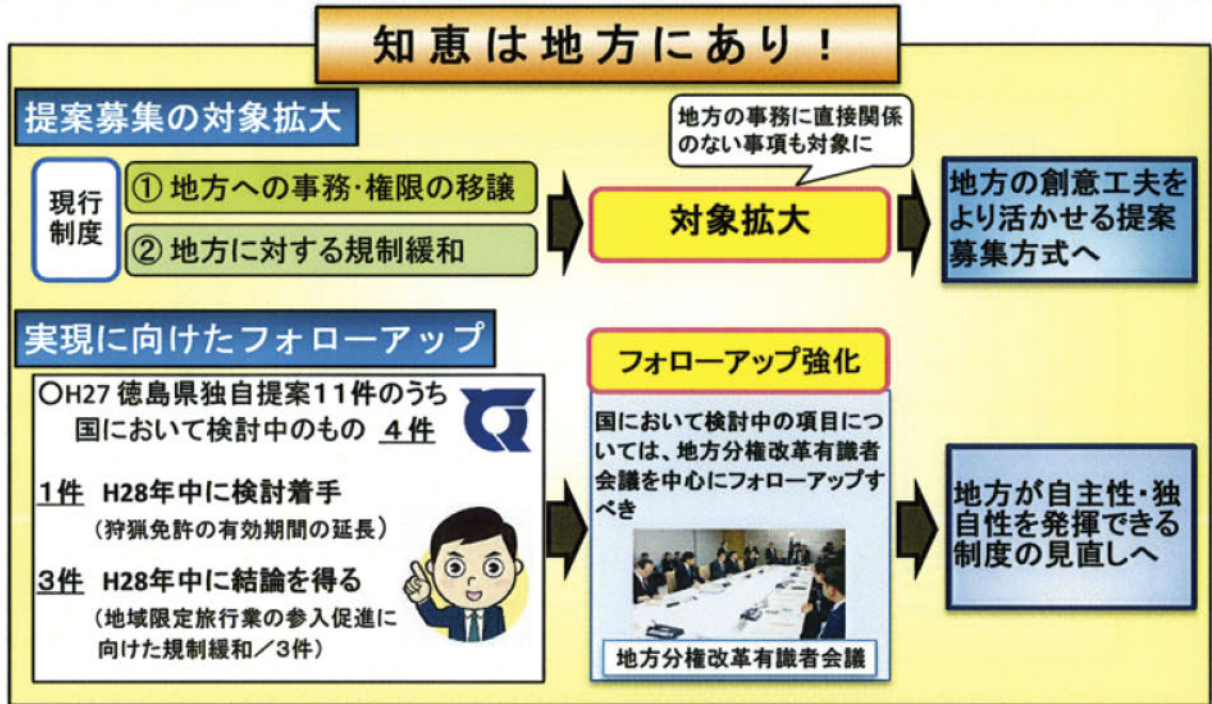 知恵は地方にあり！
提案募集の対象拡大
現行
制度
① 地方への事務・権限の移譲
② 地方に対する規制緩和
地方の事務に直接関係
のない事項も対象に
対象拡大
地方の創意工夫を
より活かせる提案
募集方式へ
実現に向けたフォローアップ
〇H27 徳島県独自提案１１件のうち
国において検討中のもの ４件
１件 H28年中に検討着手
（狩猟免許の有効期間の延長）
３件 H28年中に結論を得る
（地域限定旅行業の参入促進に
向けた規制緩和／３件）
フォローアップ強化
国において検討中の項目につ
いては、地方分権改革有識者
会議を中心にフォローアップす
べき
地方分権改革有識者会議
地方が自主性・独
自性を発揮できる
制度の見直しへ